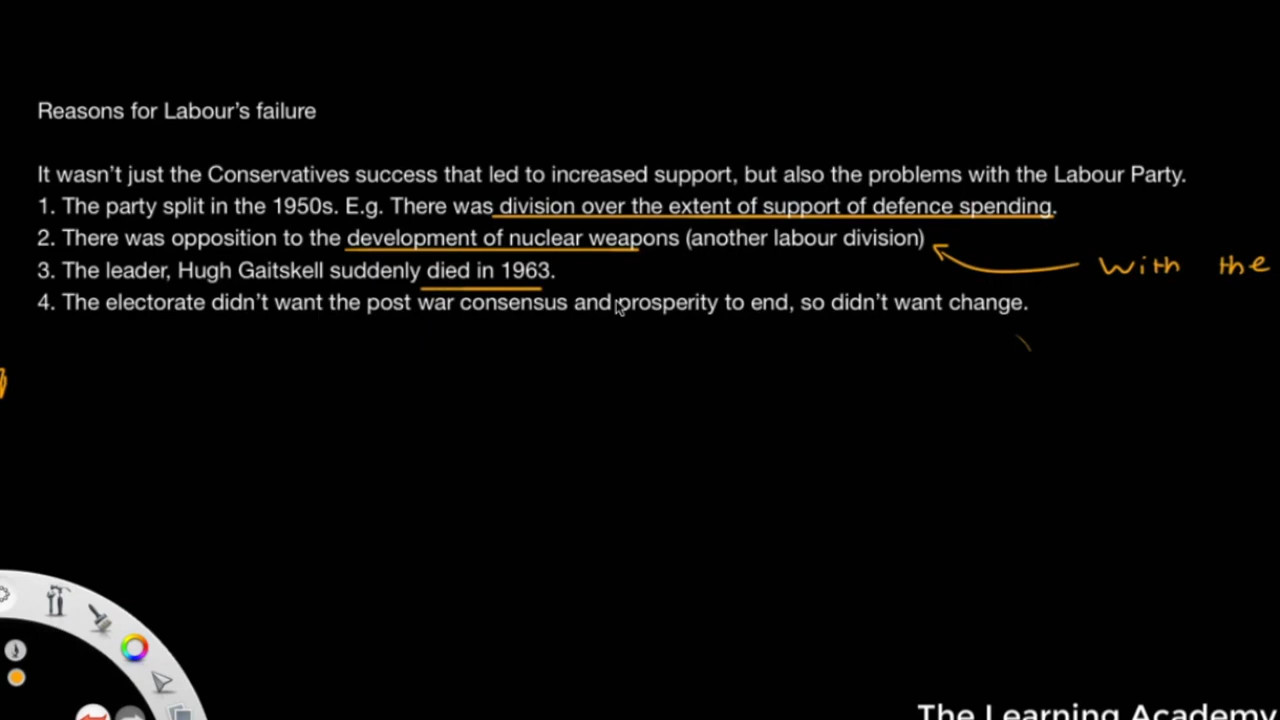 Reasons for Labour's failure
It wasn't just the Conservatives success that led to increased support, but also the problems with the Labour Party.
1. The party split in the 1950s. E.g. There was division over the extent of support of defence spending.
2. There was opposition to the development of nuclear weapons (another labour division)
with the
3. The leader, Hugh Gaitskell suddenly died in 1963.
4. The electorate didn't want the post war consensus and prosperity to end, so didn't want change.
The Learning Academy